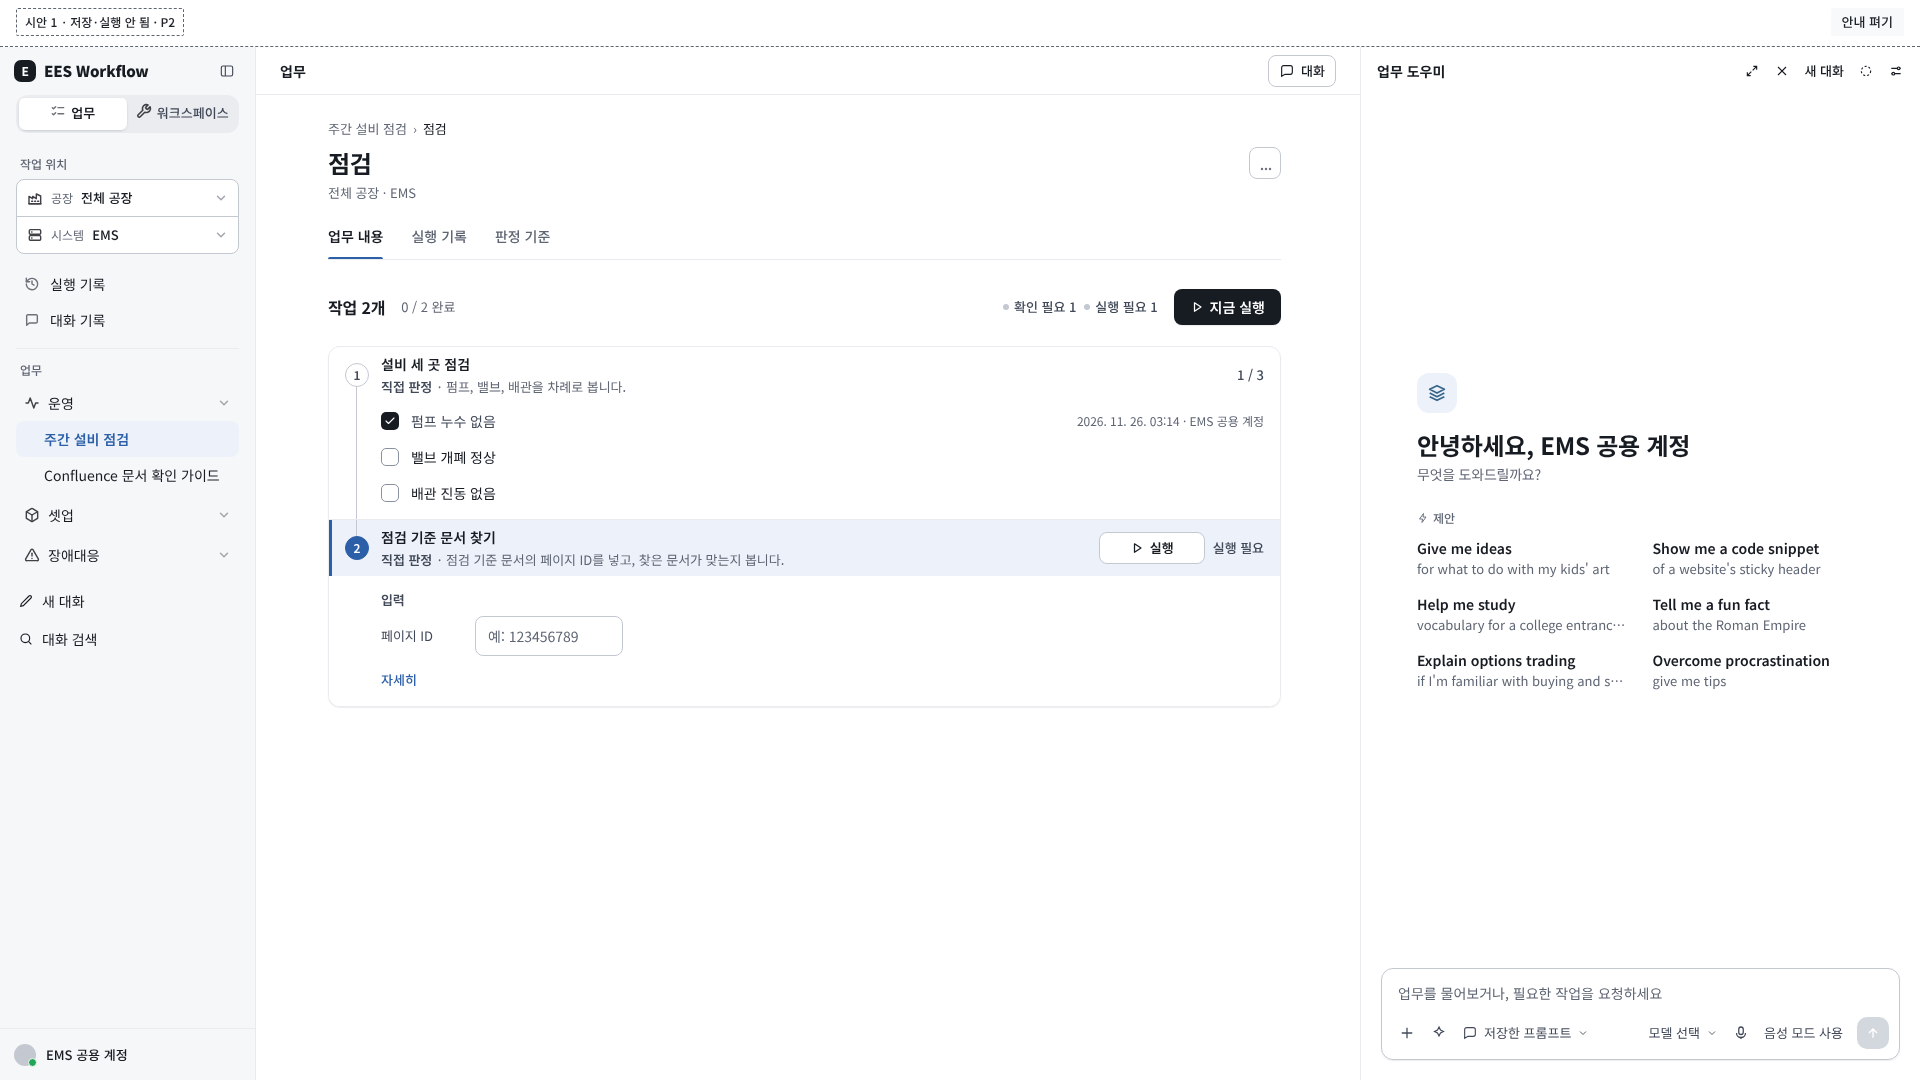 시안 1 · 저장·실행 안 됨 · P2
안내 펴기
E EES Workflow
업무
워크스페이스
작업 위치
공장 전체 공장
시스템 EMS
실행 기록
대화 기록
업무
운영
주간 설비 점검
Confluence 문서 확인 가이드
셋업
장애대응
새 대화
대화 검색
EMS 공용 계정
업무
대화
주간 설비 점검 › 점검
점검
...
전체 공장 · EMS
업무 내용
실행 기록
판정 기준
작업 2개 0 / 2 완료
확인 필요 1 실행 필요 1
지금 실행
1
설비 세 곳 점검
직접 판정 · 펌프, 밸브, 배관을 차례로 봅니다.
1 / 3
펌프 누수 없음
2026. 11. 26. 03:14 · EMS 공용 계정
밸브 개폐 정상
배관 진동 없음
2
점검 기준 문서 찾기
직접 판정 · 점검 기준 문서의 페이지 ID를 넣고, 찾은 문서가 맞는지 봅니다.
실행
실행 필요
입력
페이지 ID
예: 123456789
자세히
업무 도우미
새 대화
안녕하세요, EMS 공용 계정
무엇을 도와드릴까요?
제안
Give me ideas
for what to do with my kids' art
Show me a code snippet
of a website's sticky header
Help me study
vocabulary for a college entranc…
Tell me a fun fact
about the Roman Empire
Explain options trading
if I'm familiar with buying and s…
Overcome procrastination
give me tips
업무를 물어보거나, 필요한 작업을 요청하세요
저장한 프롬프트
모델 선택
음성 모드 사용